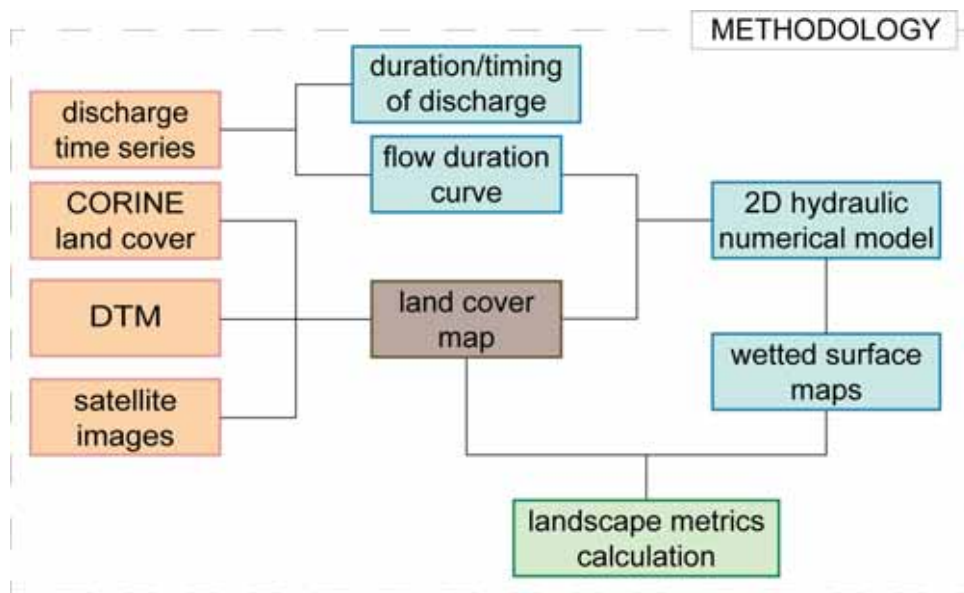 METHODOLOGY
duration/timing
of discharge
discharge
time series
flow duration
curve
CORINE
land cover
2D hydraulic
numerical model
DTM
land cover
map
wetted surface
maps
satellite
images
landscape metrics
calculation